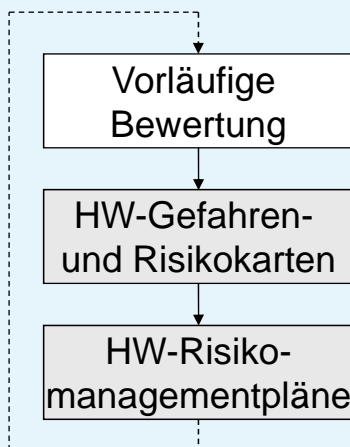 Vorläufige
Bewertung
HW-Gefahren-
und Risikokarten
HW-Risiko-
managementpläne